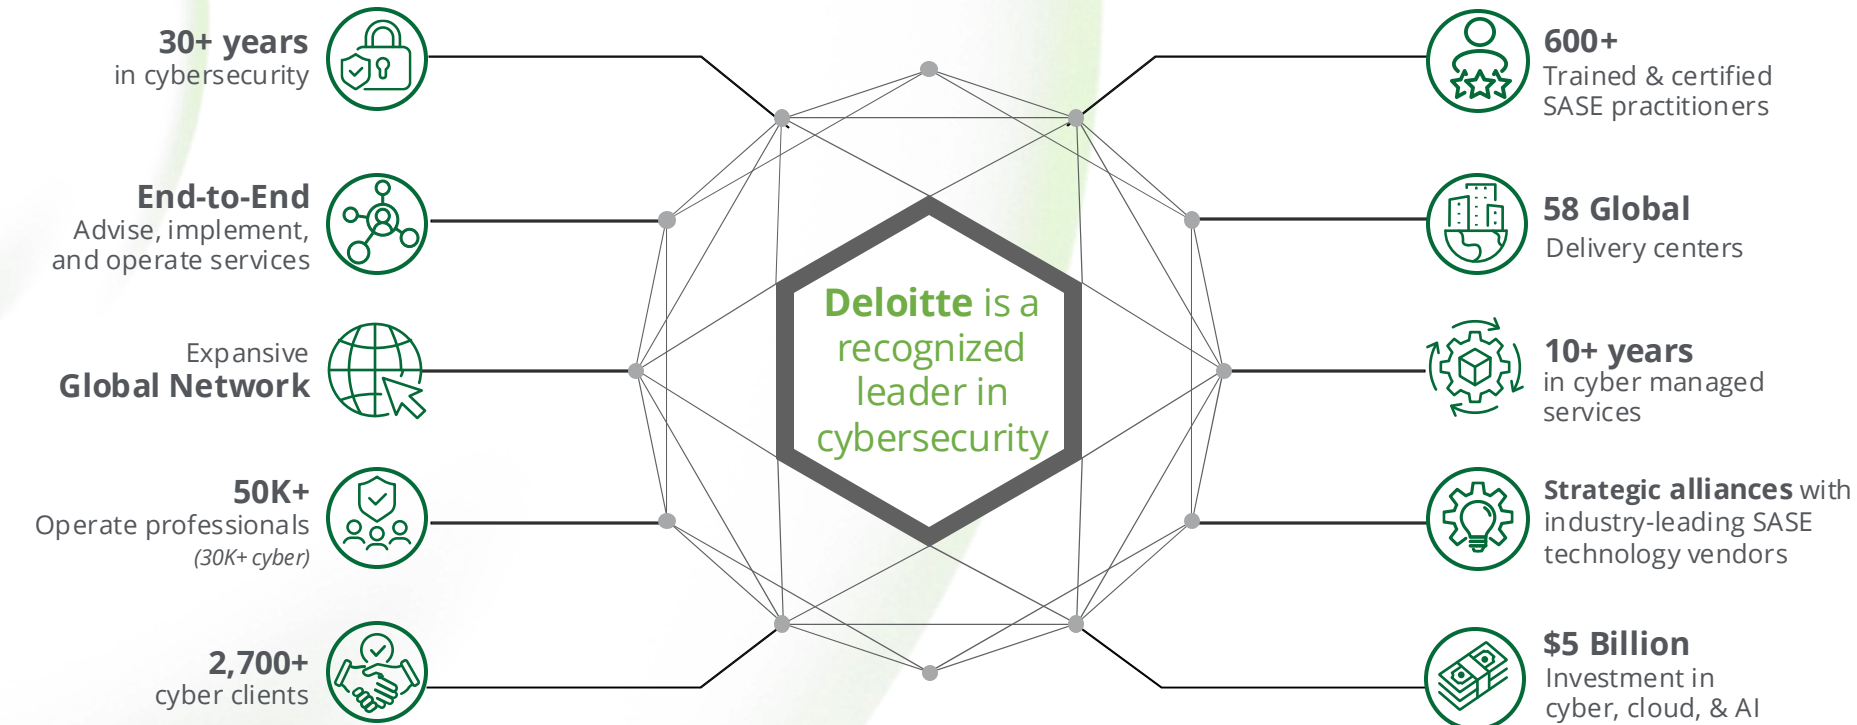 30+ years
in cybersecurity
End-to-End
Advise, implement,
and operate services
Expansive
Global Network
50K+
Operate professionals
(30K+ cyber)
2,700+
cyber clients
Deloitte is a
recognized
leader in
cybersecurity
600+
Trained & certified
SASE practitioners
58 Global
Delivery centers
10+ years
in cyber managed
services
Strategic alliances with
industry-leading SASE
technology vendors
$5 Billion
Investment in
cyber, cloud, & AI